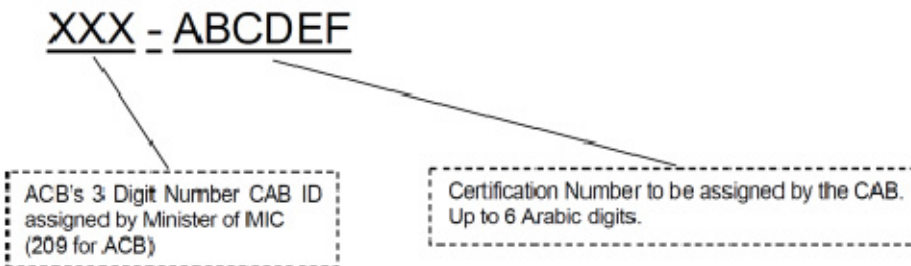 XXX - ABCDEF
ACB's 3 Digit Number CAB ID
assigned by Minister of MIC
(209 for ACB)
Certification Number to be assigned by the CAB.
Up to 6 Arabic digits.